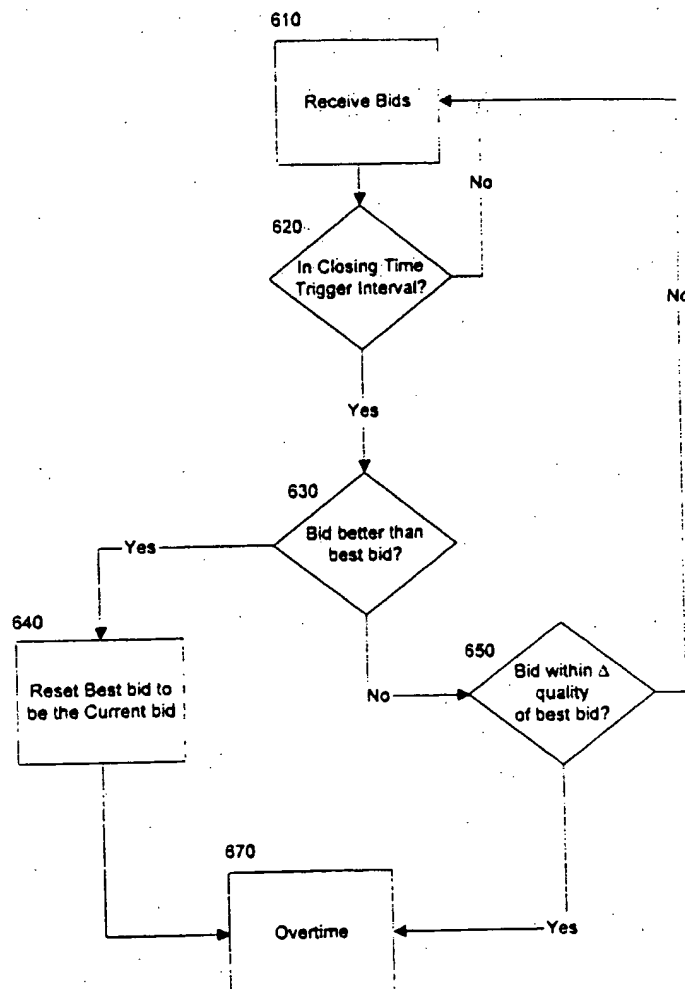 610
Receive Bids
No
620
In Closing Time
Trigger Interval?
No
Yes
630
Bid better than
best bid?
Yes
640
Reset Best bid to
be the Current bid
No
650
Bid within Δ
quality
of best bid?
670
Overtime
Yes